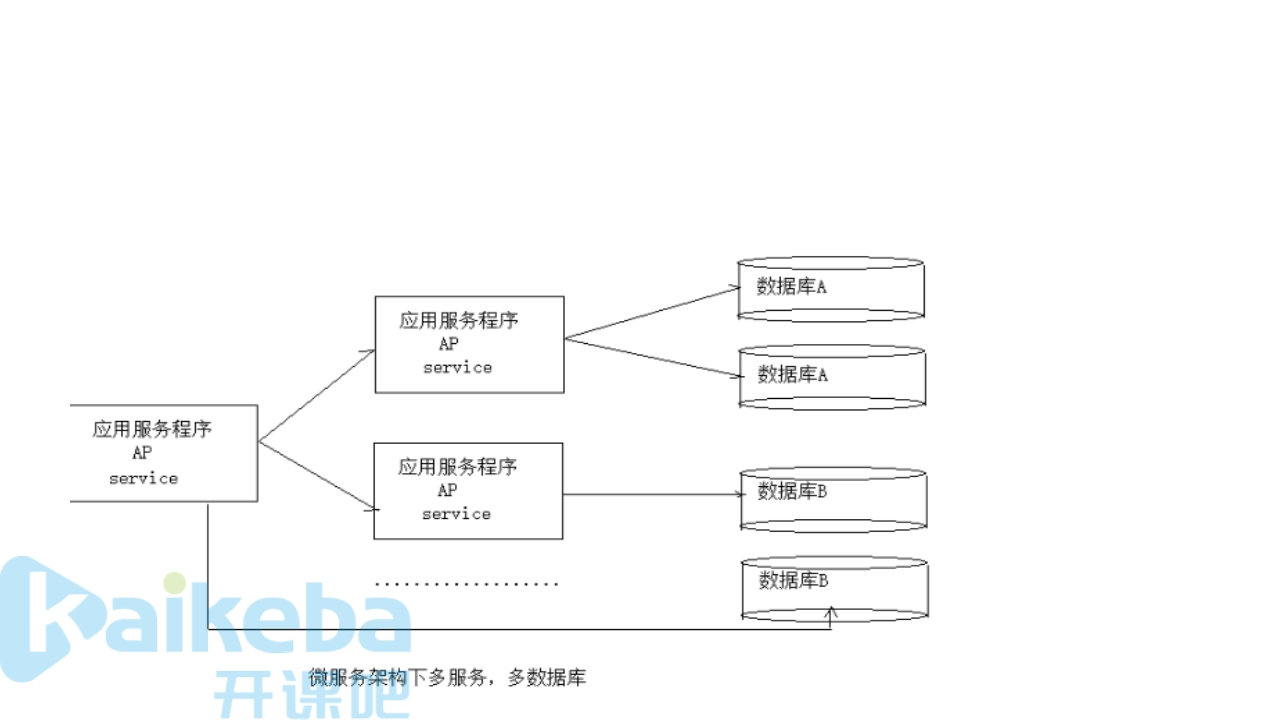 数据库A
应用服务程序
AP
service
数据库A
应用服务程序
AP
service
应用服务程序
AP
service
数据库B
数据库B
...................
kaikeba
开课吧
微服务架构下多服务，多数据库